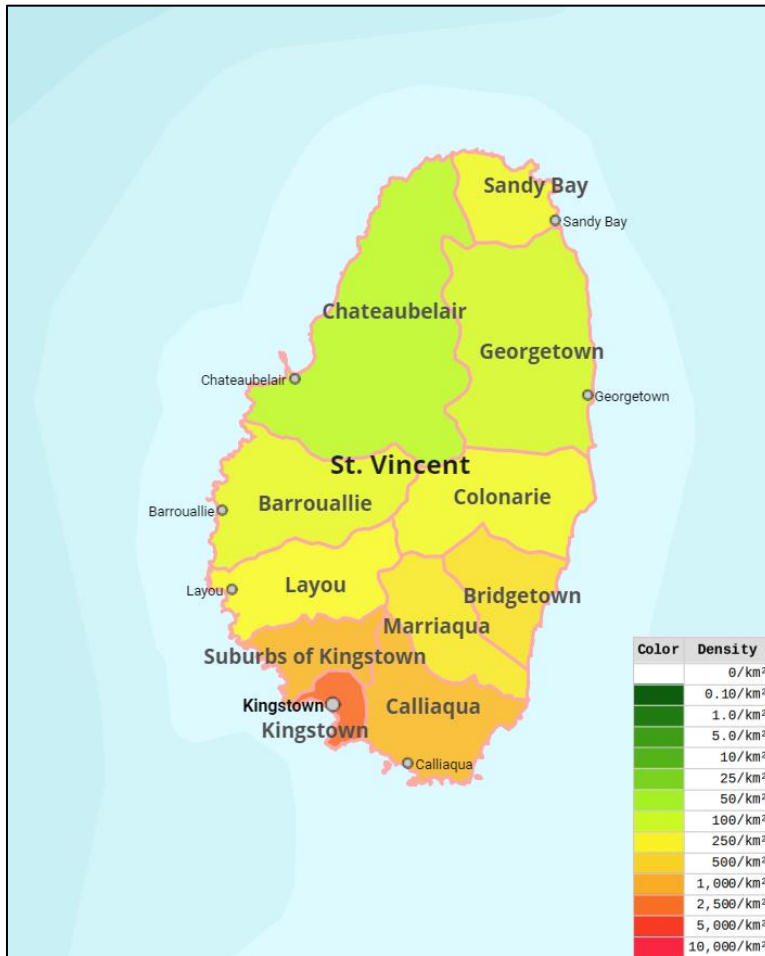 Sandy Bay
Sandy Bay
Chateaubelair
Georgetown
Chateaubelair
Georgetown
St. Vincent
Barrouallie
Colonarie
Barrouallie
Layou
Layou
Bridgetown
Marriaqua
Suburbs of Kingstown
Kingstown
Calliaqua
Kingstown
Calliaqua
Color Density
0/km²
0.10/km²
1.0/km²
5.0/km²
10/km²
25/km²
50/km²
100/km²
250/km²
500/km²
1,000/km²
2,500/km²
5,000/km²
10,000/km²